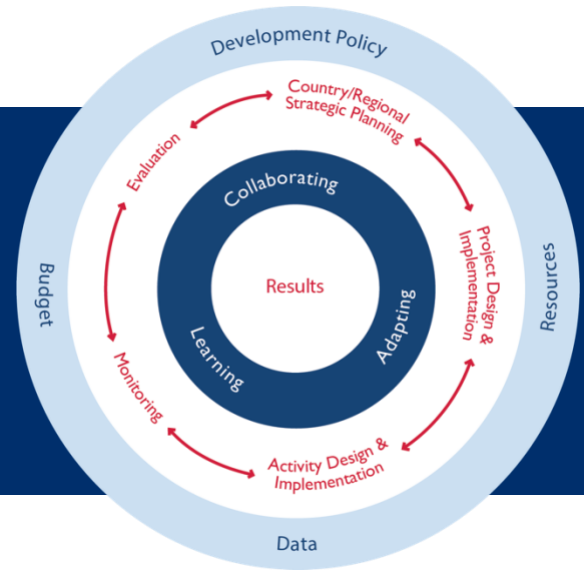 Development Policy
Country/Regional
Strategic Planning
Evaluation
Collaborating
Project Design &
Implementation
Resources
Budget
Results
Adapting
Learning
Monitoring
Activity Design &
Implementation
Data